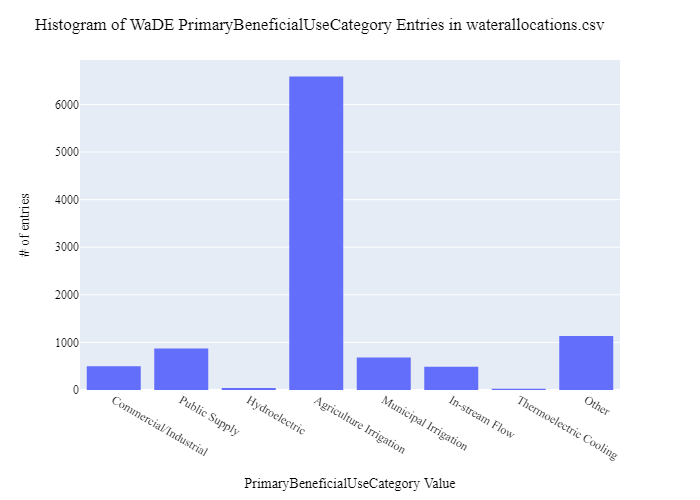 Histogram of WaDE PrimaryBeneficialUseCategory Entries in waterallocations.csv
# of entries
6000
5000
4000
3000
2000
1000
0
Commercial/Industrial
Public Supply
Hydroelectric
Agriculture Irrigation
Municipal Irrigation
In-stream Flow
Thermoelectric Cooling
Other
PrimaryBeneficialUseCategory Value